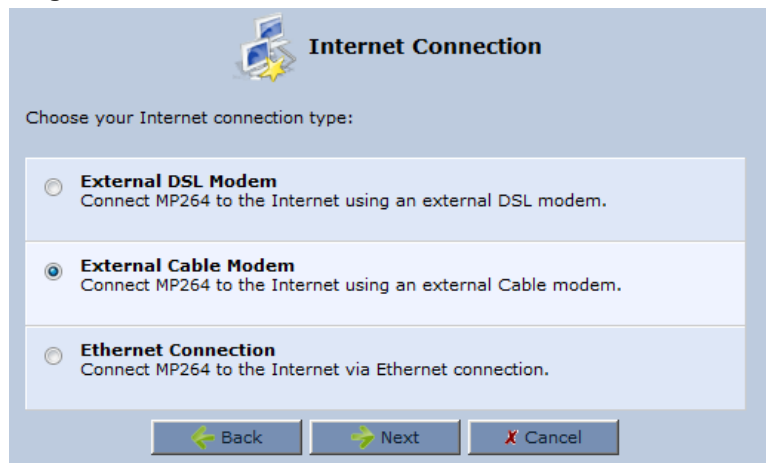 Internet Connection
Choose your Internet connection type:
External DSL Modem
Connect MP264 to the Internet using an external DSL modem.
External Cable Modem
Connect MP264 to the Internet using an external Cable modem.
Ethernet Connection
Connect MP264 to the Internet via Ethernet connection.
Back Next Cancel